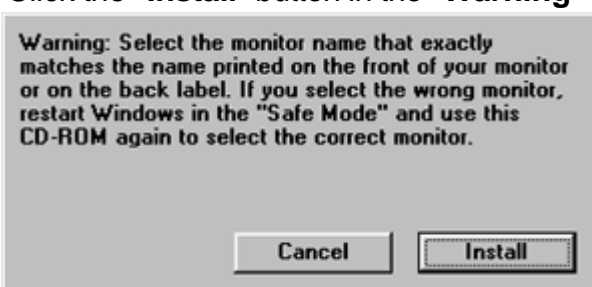 Click the "Install" button in the "Warning"
Warning: Select the monitor name that exactly
matches the name printed on the front of your monitor
or on the back label. If you select the wrong monitor,
restart Windows in the "Safe Mode" and use this
CD-ROM again to select the correct monitor.
Cancel Install